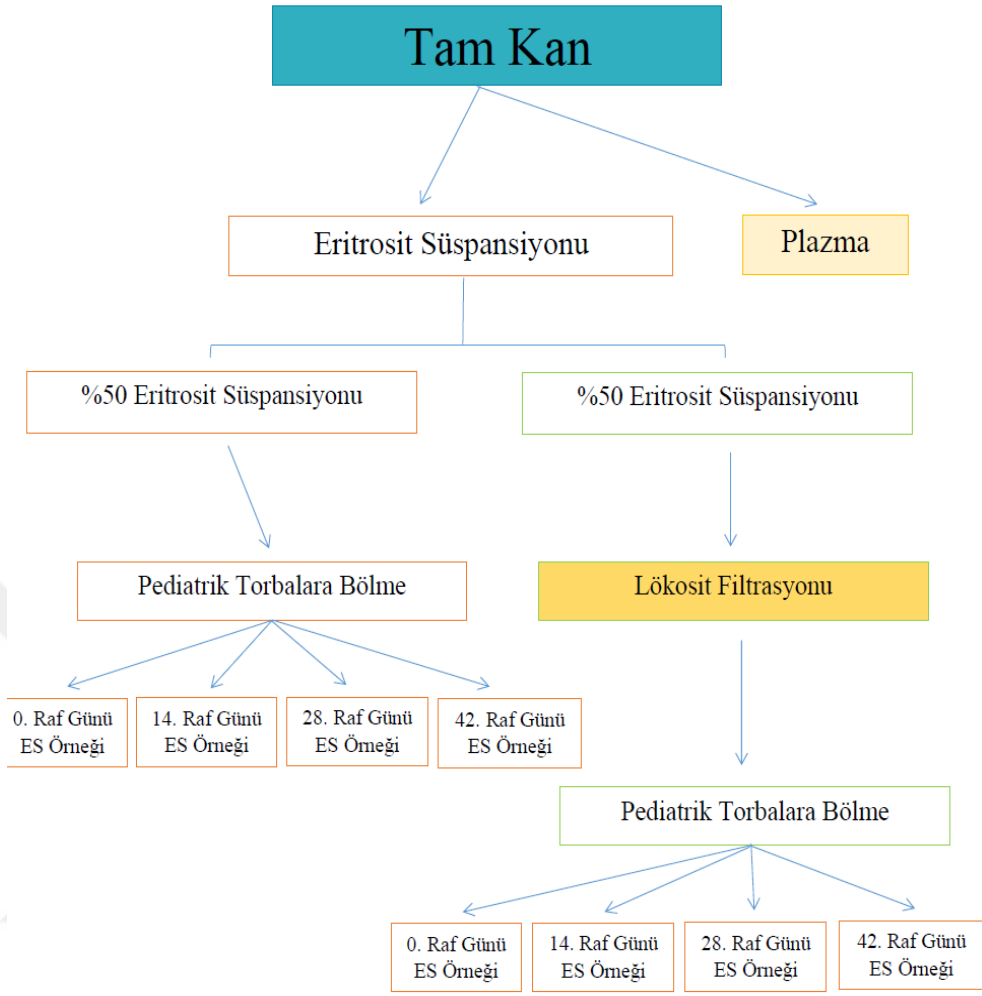 Tam Kan
Eritrosit Süspansiyonu
Plazma
%50 Eritrosit Süspansiyonu
%50 Eritrosit Süspansiyonu
Pediatrik Torbalara Bölme
Lökosit Filtrasyonu
0. Raf Günü
ES Örneği
14. Raf Günü
ES Örneği
28. Raf Günü
ES Örneği
42. Raf Günü
ES Örneği
Pediatrik Torbalara Bölme
0. Raf Günü
ES Örneği
14. Raf Günü
ES Örneği
28. Raf Günü
ES Örneği
42. Raf Günü
ES Örneği